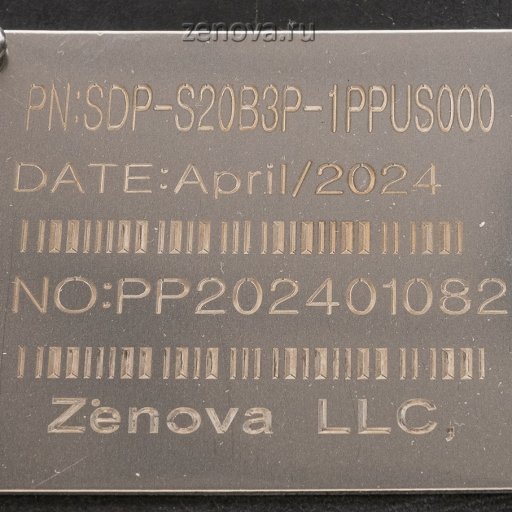 zenova.ru
PN:SDP-S20B3P-1PPUS000
DATE:April/2024
NO:PP202401082
Zenova LLC,